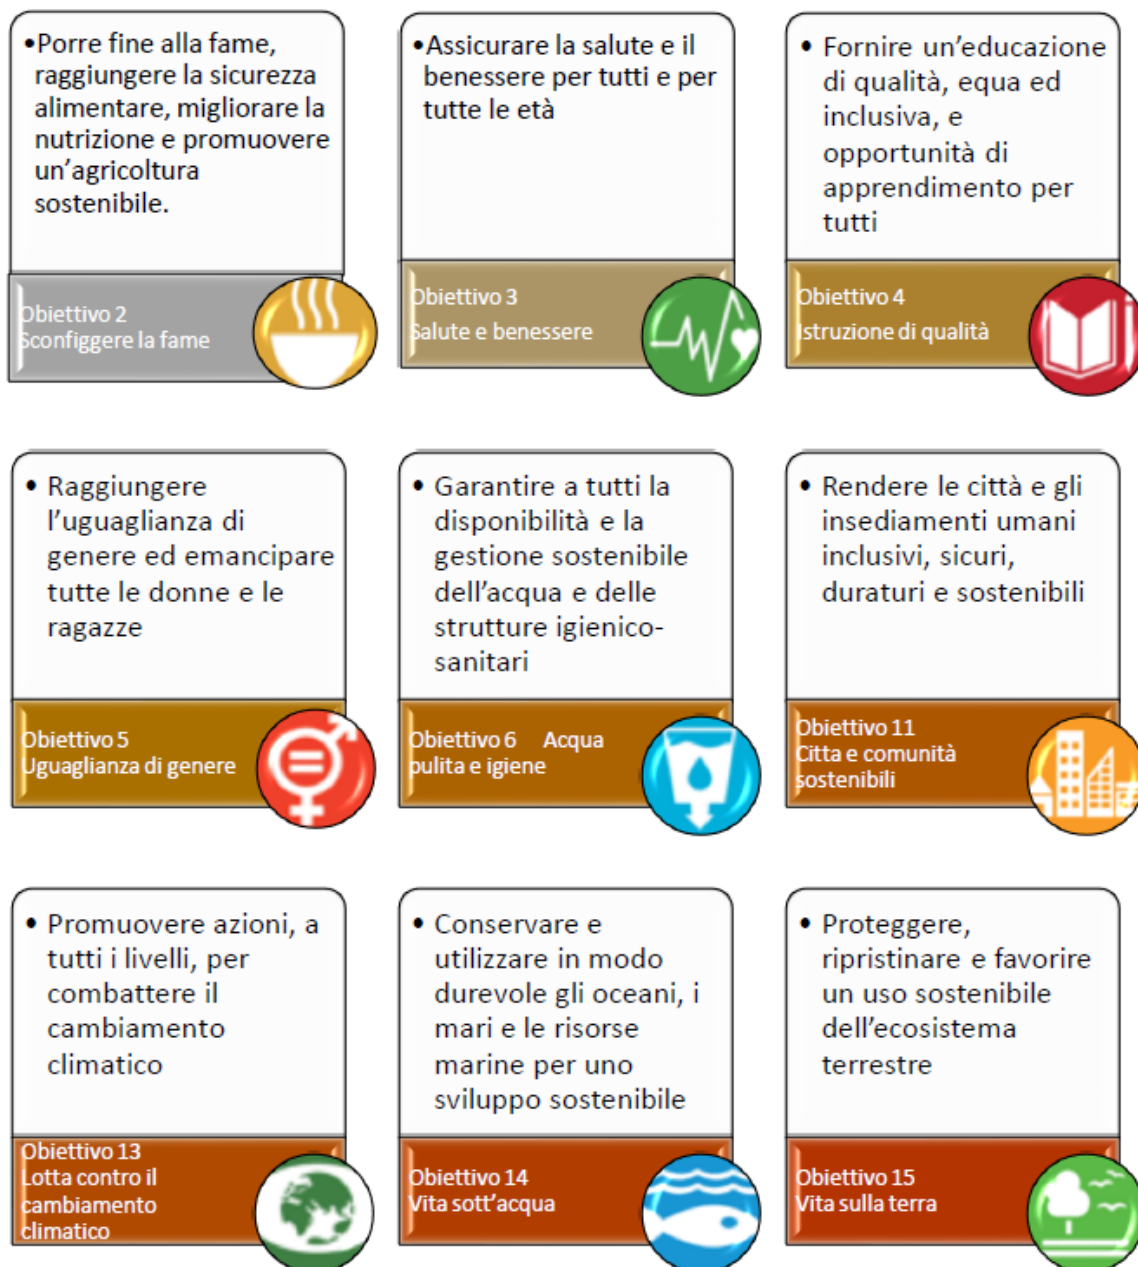 •Porre fine alla fame,
raggiungere la sicurezza
alimentare, migliorare la
nutrizione e promuovere
un'agricoltura
sostenibile.
Obiettivo 2
Sconfiggere la fame
•Assicurare la salute e il
benessere per tutti e per
tutte le età
Obiettivo 3
Salute e benessere
• Fornire un'educazione
di qualità, equa ed
inclusiva, e
opportunità di
apprendimento per
tutti
Obiettivo 4
Istruzione di qualità
• Raggiungere
l'uguaglianza di
genere ed emancipare
tutte le donne e le
ragazze
Obiettivo 5
Uguaglianza di genere
• Garantire a tutti la
disponibilità e la
gestione sostenibile
dell'acqua e delle
strutture igienico-
sanitari
Obiettivo 6 Acqua
pulita e igiene
• Rendere le città e gli
insediamenti umani
inclusivi, sicuri,
duraturi e sostenibili
Obiettivo 11
Citta e comunità
sostenibili
• Promuovere azioni, a
tutti i livelli, per
combattere il
cambiamento
climatico
Obiettivo 13
Lotta contro il
cambiamento
climatico
• Conservare e
utilizzare in modo
durevole gli oceani, i
mari e le risorse
marine per uno
sviluppo sostenibile
Obiettivo 14
Vita sott'acqua
• Proteggere,
ripristinare e favorire
un uso sostenibile
dell'ecosistema
terrestre
Obiettivo 15
Vita sulla terra